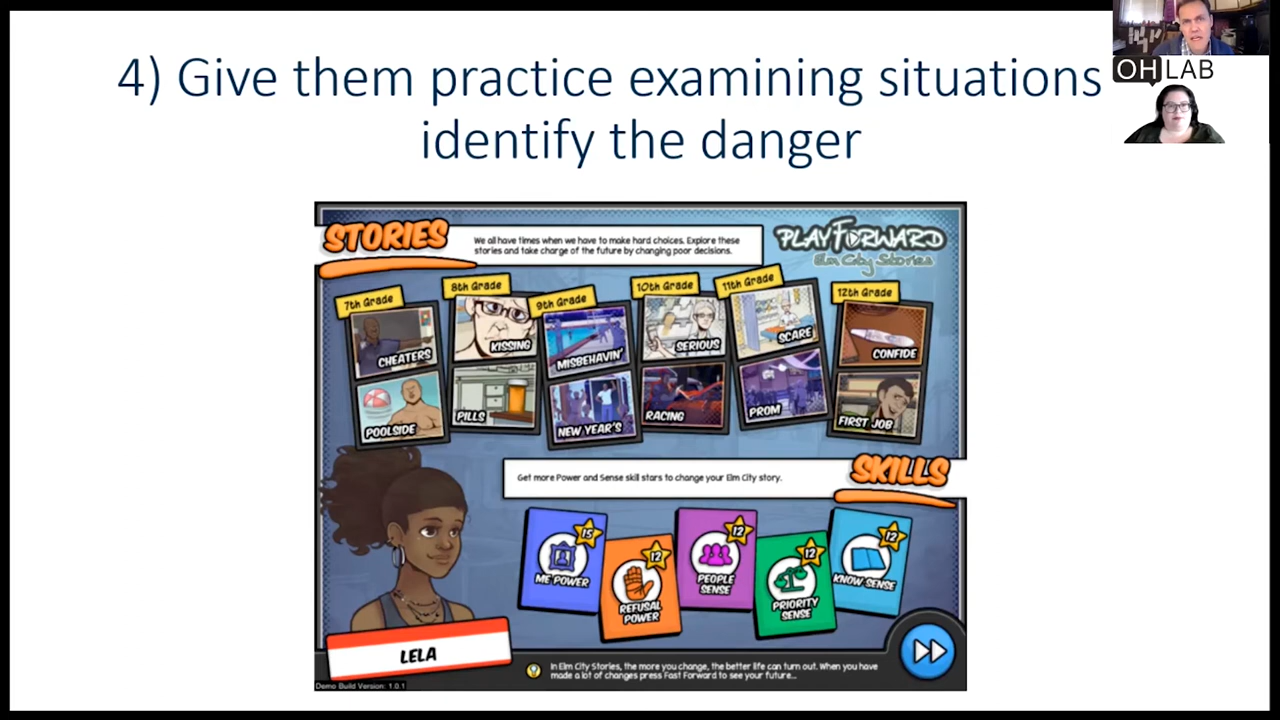 4) Give them practice examining situations
identify the danger
OHLAB
STORIES
We all have times when we have to make hard choices. Explore these
stories and take charge of the future by changing poor decisions.
PLAYFORWARD
Elm City Stories
7th Grade
8th Grade
9th Grade
10th Grade
11th Grade
12th Grade
CHEATERS
KISSING
MISBEHAVIN'
SERIOUS
SCARE
CONFIDE
POOLSIDE
PILLS
NEW YEAR'S
RACING
PROM
FIRST JOB
Get more Power and Sense skill stars to change your Elm City story.
SKILLS
15
ME POWER
12
REFUSAL
POWER
12
PEOPLE
SENSE
12
PRIORITY
SENSE
12
KNOW SENSE
LELA
In Elm City Stories, the more you change, the better life can turn out. When you have
made a lot of changes press Fast Forward to see your future...
Demo Build Version: 1.0.1